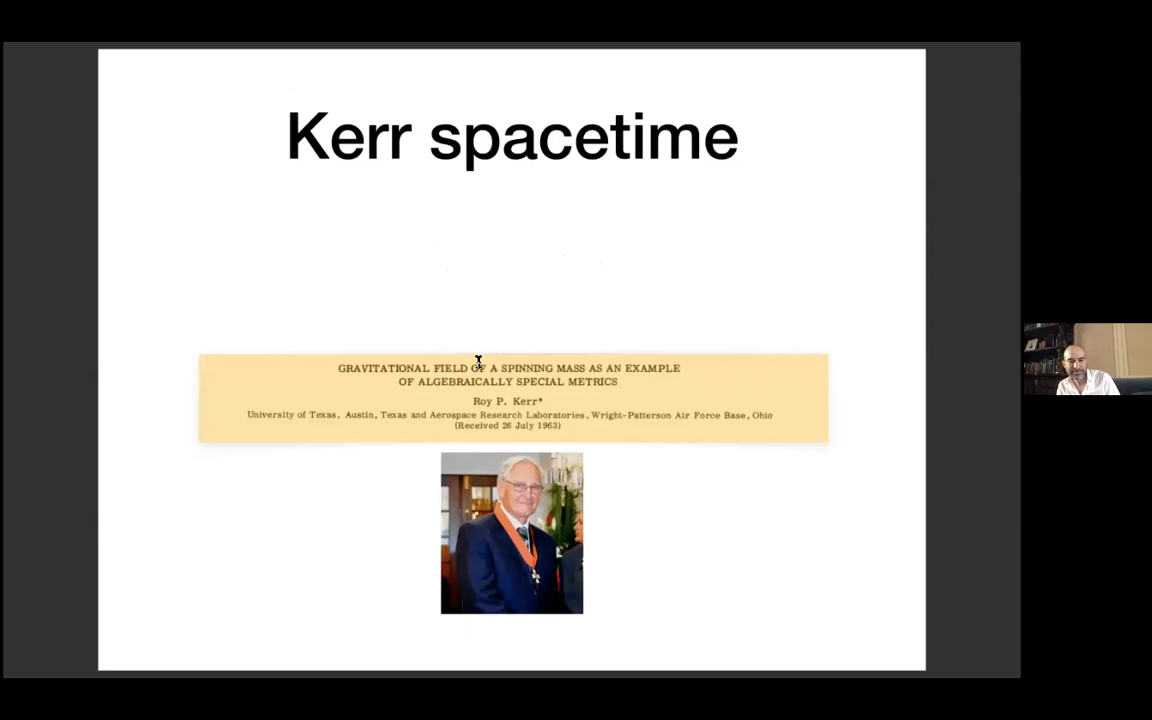 Kerr spacetime
GRAVITATIONAL FIELD OF A SPINNING MASS AS AN EXAMPLE
OF ALGEBRAICALLY SPECIAL METRICS
Roy P. Kerr*
University of Texas, Austin, Texas and Aerospace Research Laboratories, Wright-Patterson Air Force Base, Ohio
(Received 26 July 1963)